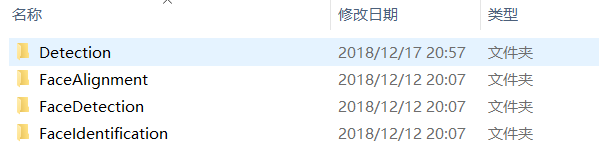 名称 修改日期 类型
Detection 2018/12/17 20:57 文件夹
FaceAlignment 2018/12/12 20:07 文件夹
FaceDetection 2018/12/12 20:07 文件夹
FaceIdentification 2018/12/12 20:07 文件夹